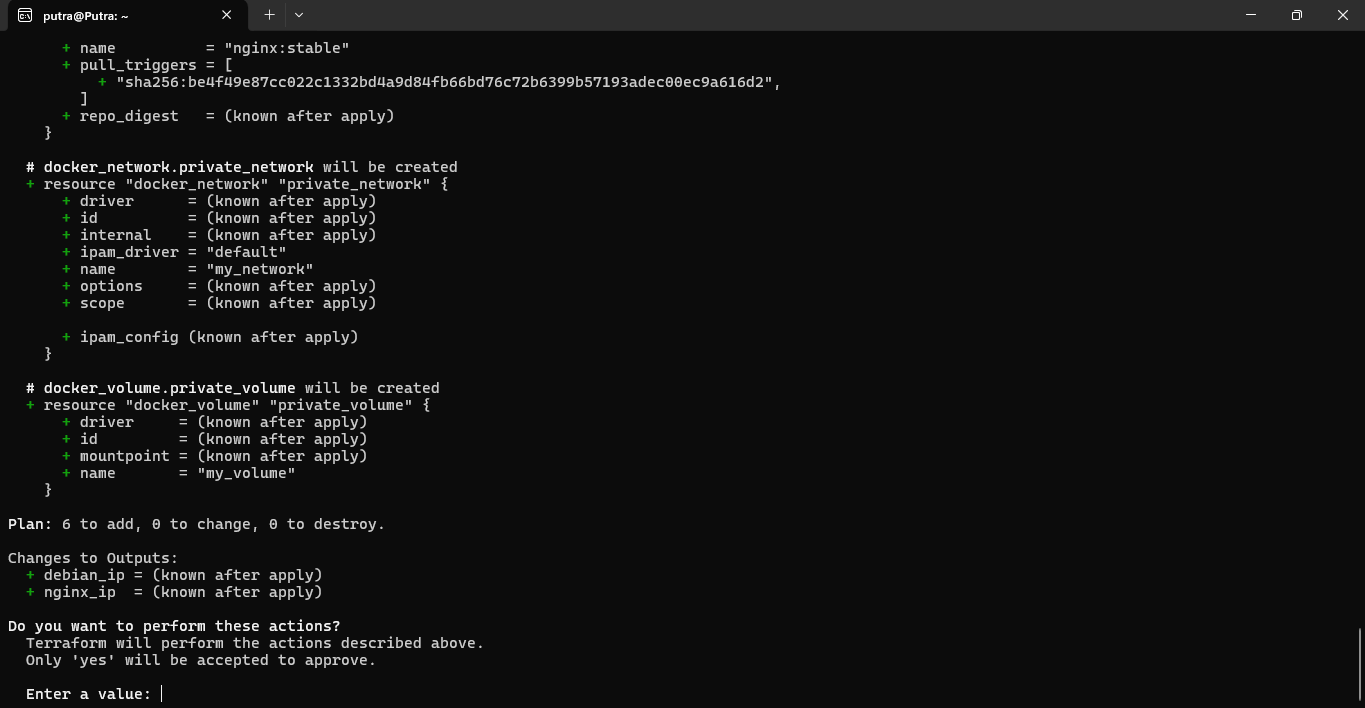 putra@Putra: ~
+ name          = "nginx:stable"
+ pull_triggers = [
+ "sha256:be4f49e87cc022c1332bd4a9d84fb66bd76c72b6399b57193adec00ec9a616d2",
]
+ repo_digest   = (known after apply)
}
# docker_network.private_network will be created
+ resource "docker_network" "private_network" {
+ driver      = (known after apply)
+ id          = (known after apply)
+ internal    = (known after apply)
+ ipam_driver = "default"
+ name        = "my_network"
+ options     = (known after apply)
+ scope       = (known after apply)
+ ipam_config (known after apply)
}
# docker_volume.private_volume will be created
+ resource "docker_volume" "private_volume" {
+ driver     = (known after apply)
+ id         = (known after apply)
+ mountpoint = (known after apply)
+ name       = "my_volume"
}
Plan: 6 to add, 0 to change, 0 to destroy.
Changes to Outputs:
+ debian_ip = (known after apply)
+ nginx_ip  = (known after apply)
Do you want to perform these actions?
Terraform will perform the actions described above.
Only 'yes' will be accepted to approve.
Enter a value: